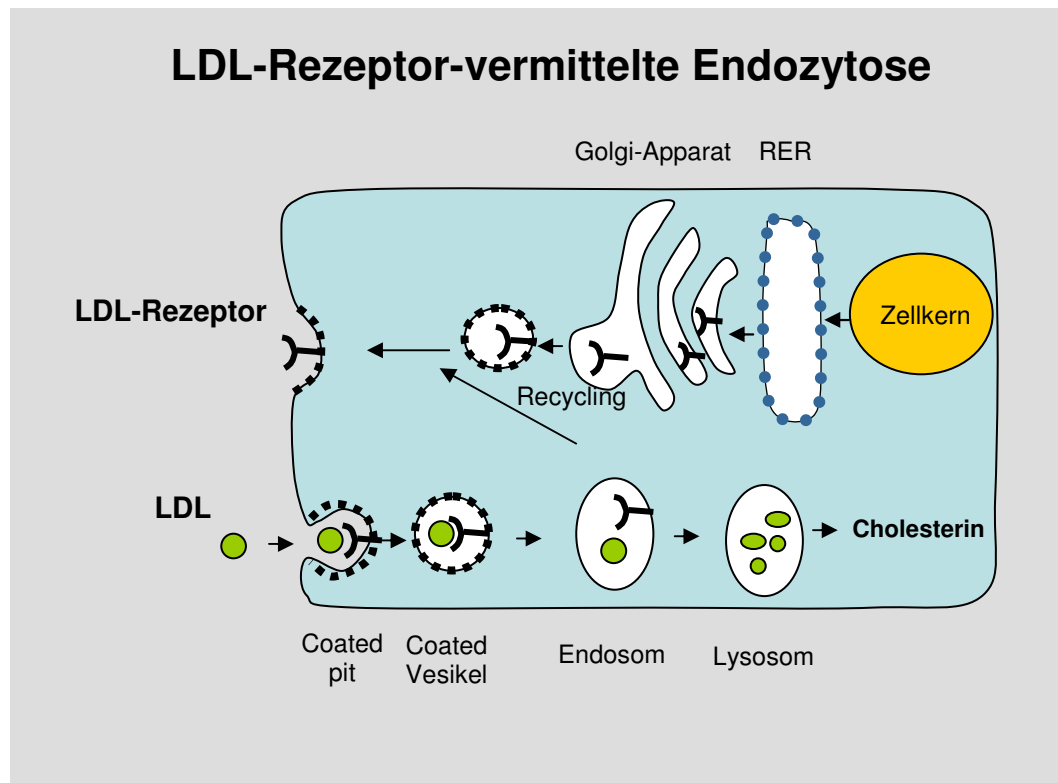 LDL-Rezeptor-vermittelte Endozytose
Golgi-Apparat RER
LDL-Rezeptor
Zellkern
Recycling
LDL
Cholesterin
Coated
pit
Coated
Vesikel
Endosom
Lysosom